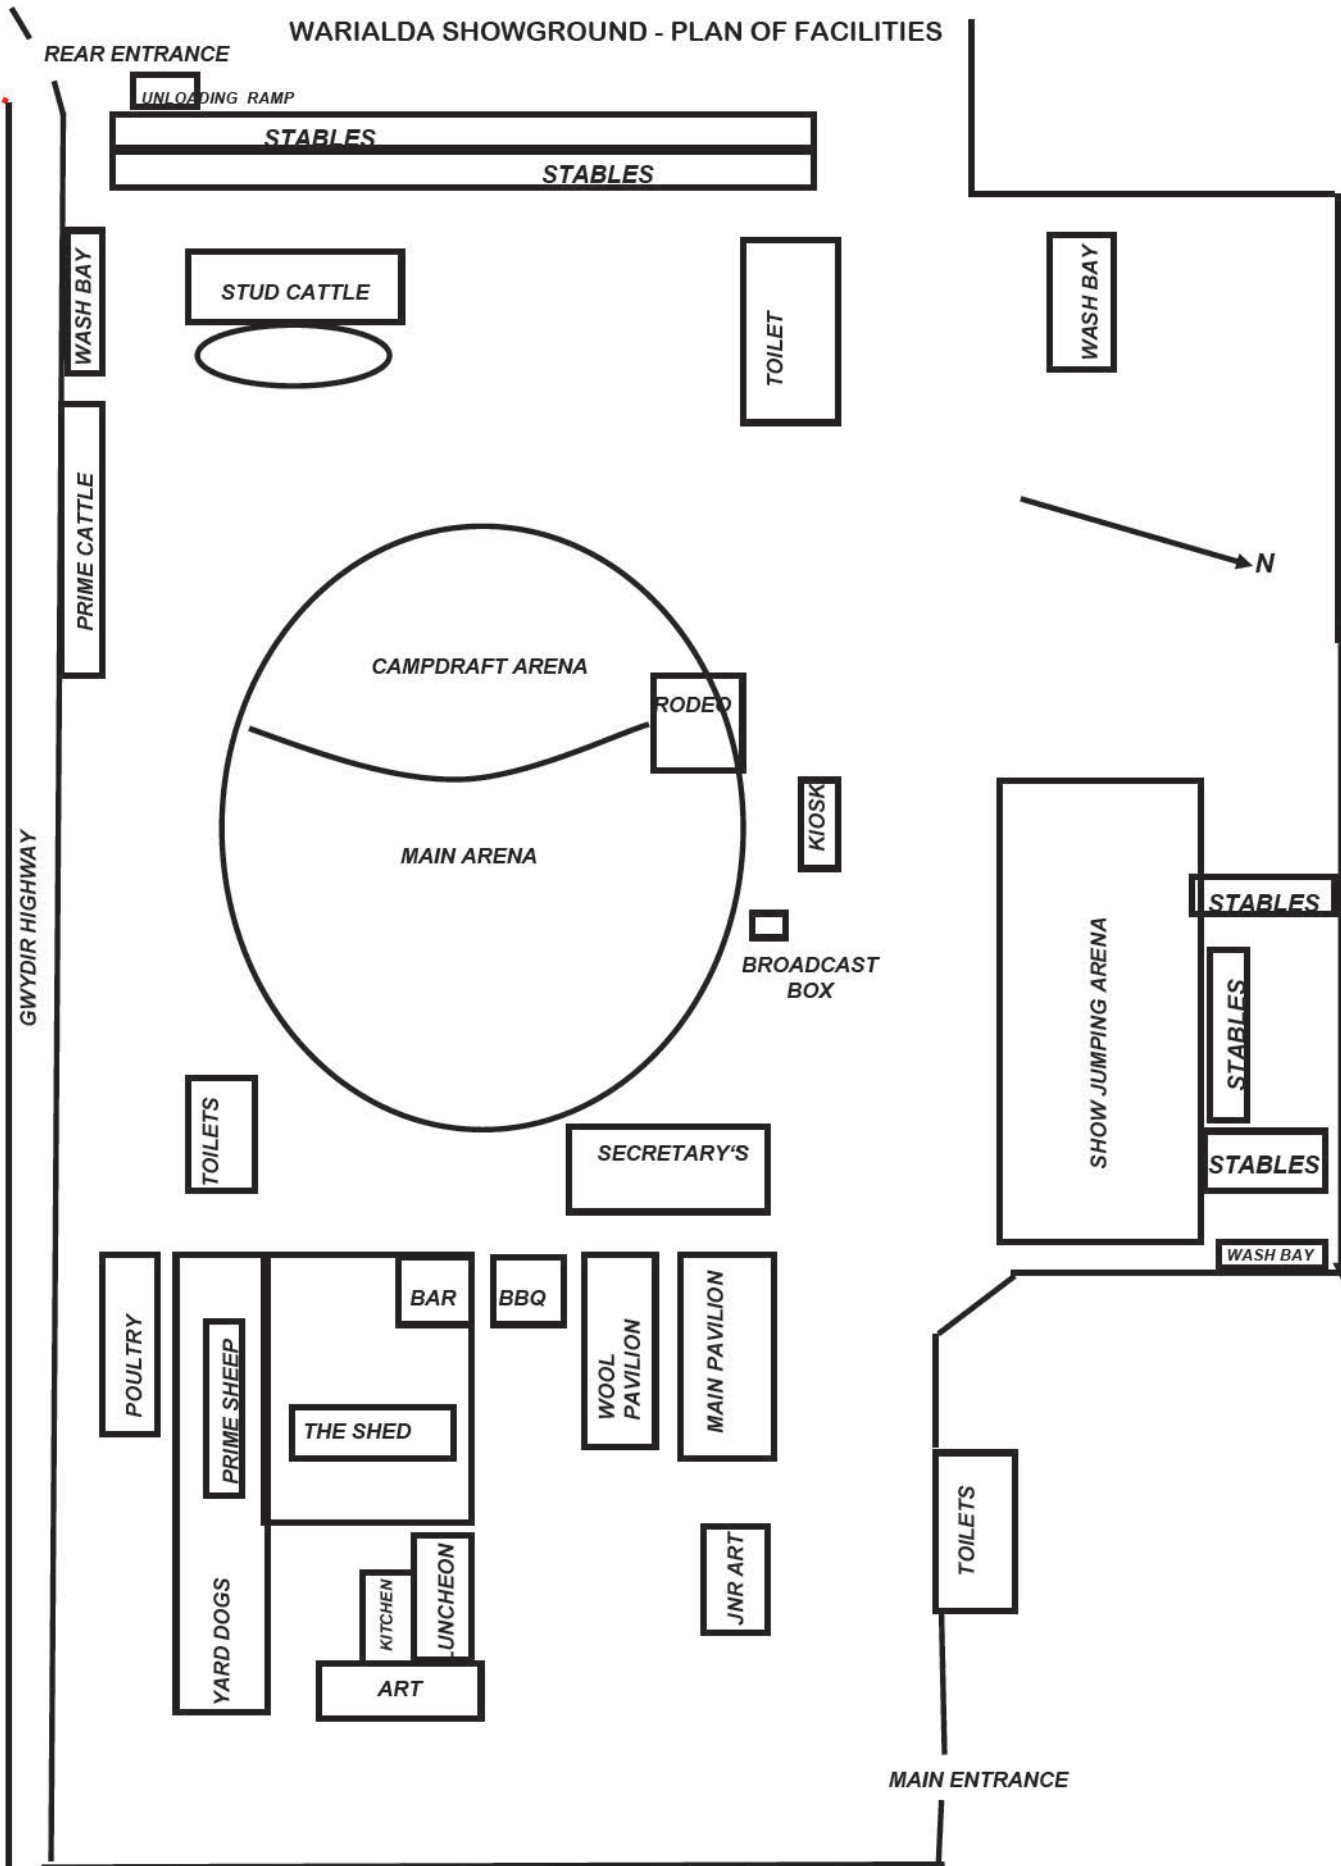 WARIALDA SHOWGROUND - PLAN OF FACILITIES
REAR ENTRANCE
UNLOADING RAMP
STABLES
STABLES
WASH BAY
STUD CATTLE
TOILET
WASH BAY
PRIME CATTLE
N
CAMPDRAFT ARENA
RODEO
KIOSK
MAIN ARENA
GWYDIR HIGHWAY
STABLES
BROADCAST
BOX
SHOW JUMPING ARENA
STABLES
TOILETS
SECRETARY'S
STABLES
WASH BAY
POULTRY
PRIME SHEEP
BAR
BBQ
WOOL
PAVILION
MAIN PAVILION
THE SHED
TOILETS
YARD DOGS
KITCHEN
LUNCHEON
JNR ART
ART
MAIN ENTRANCE